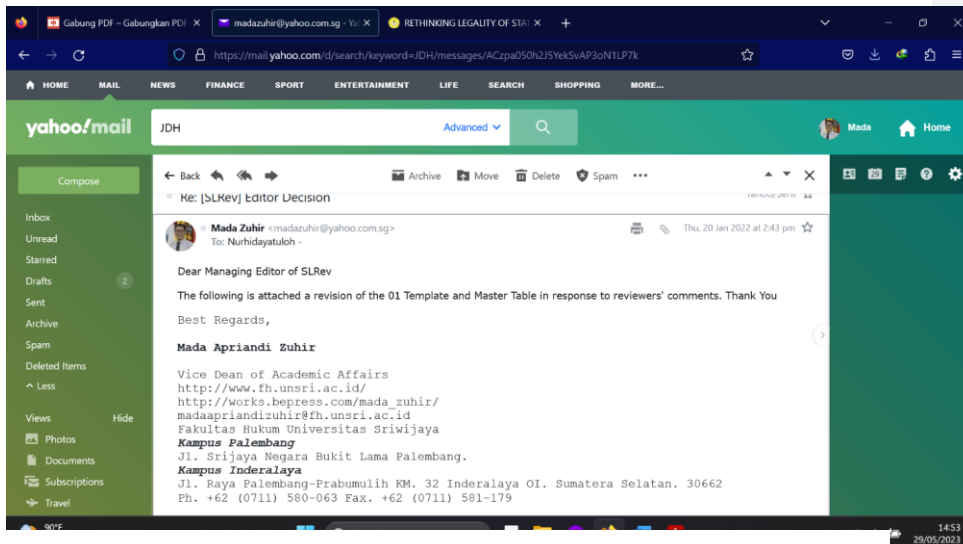 Gabung PDF – Gabungkan PDF
madazuhir@yahoo.com.sg - Ya
RETHINKING LEGALITY OF STAT
https://mail.yahoo.com/d/search/keyword=JDH/messages/ACzpa050h2J5YekSvAP3oN1LP7k
HOME MAIL NEWS FINANCE SPORT ENTERTAINMENT LIFE SEARCH SHOPPING MORE...
yahoo!mail
JDH Advanced
Mada Home
Compose
Back Archive Move Delete Spam
Re: [SLRev] Editor Decision
Inbox
Unread
Starred
Drafts 2
Sent
Archive
Spam
Deleted Items
Less
Views Hide
Photos
Documents
Subscriptions
Travel
Mada Zuhir <madazuhir@yahoo.com.sg>
Thu, 20 Jan 2022 at 2:43 pm
To: Nurhidayatuloh -
Dear Managing Editor of SLRev
The following is attached a revision of the 01 Template and Master Table in response to reviewers' comments. Thank You
Best Regards,
Mada Apriandi Zuhir
Vice Dean of Academic Affairs
http://www.fh.unsri.ac.id/
http://works.bepress.com/mada_zuhir/
madaapriandizuhir@fh.unsri.ac.id
Fakultas Hukum Universitas Sriwijaya
Kampus Palembang
Jl. Srijaya Negara Bukit Lama Palembang.
Kampus Inderalaya
Jl. Raya Palembang-Prabumulih KM. 32 Inderalaya OI. Sumatera Selatan. 30662
Ph. +62 (0711) 580-063 Fax. +62 (0711) 581-179
90°F
14:53
29/05/2023